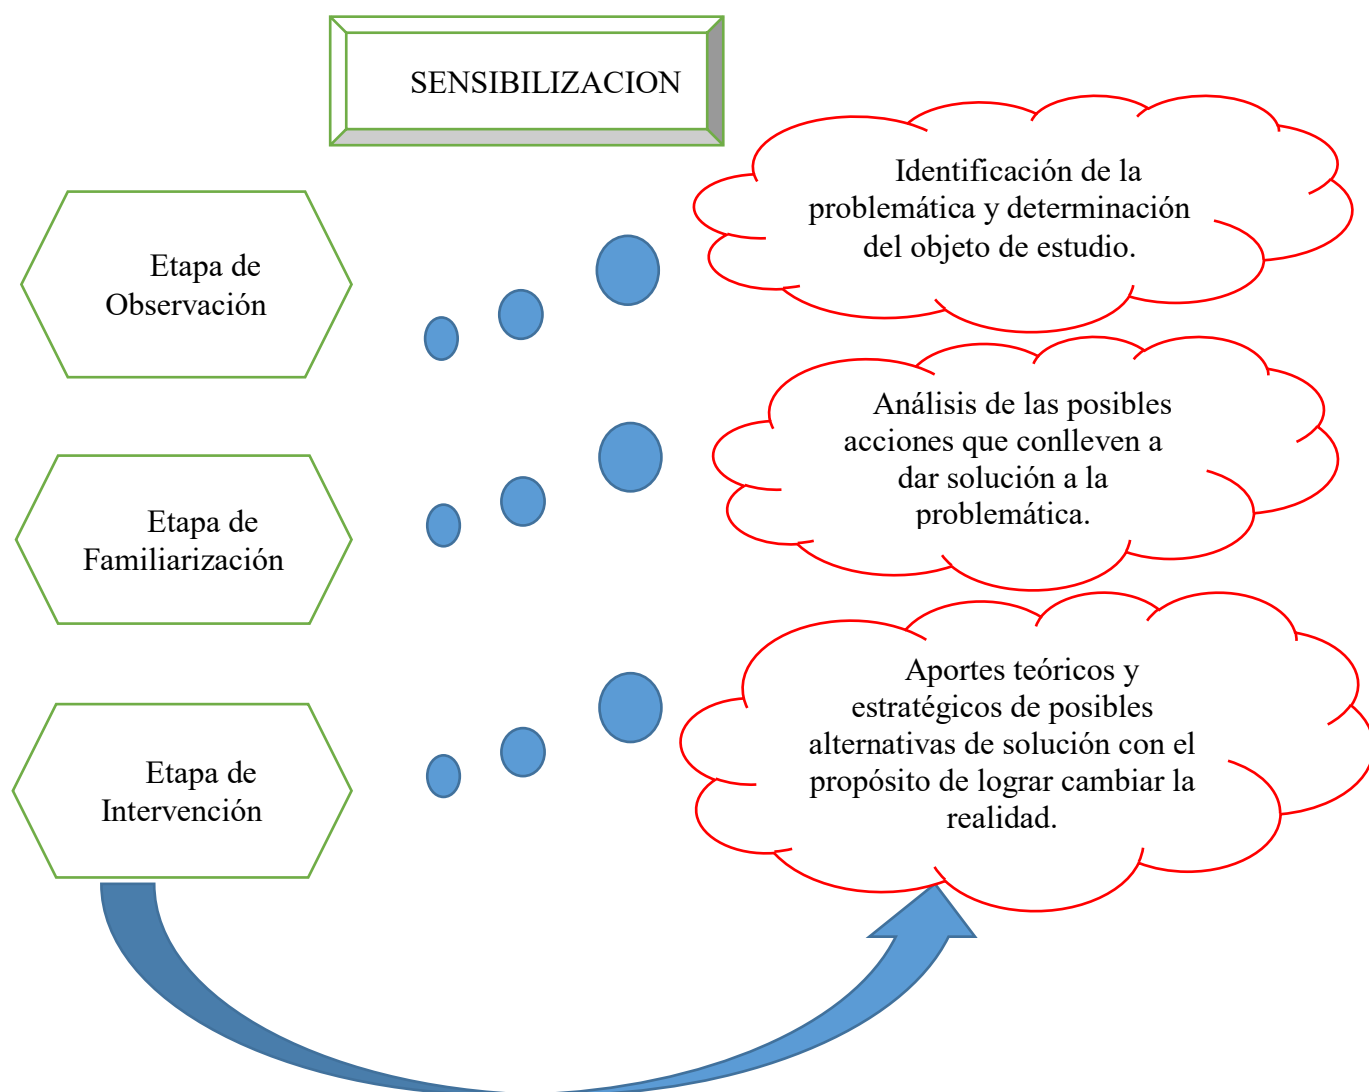 SENSIBILIZACION
Identificación de la
problemática y determinación
del objeto de estudio.
Etapa de
Observación
Análisis de las posibles
acciones que conlleven a
dar solución a la
problemática.
Etapa de
Familiarización
Aportes teóricos y
estratégicos de posibles
alternativas de solución con el
propósito de lograr cambiar la
realidad.
Etapa de
Intervención